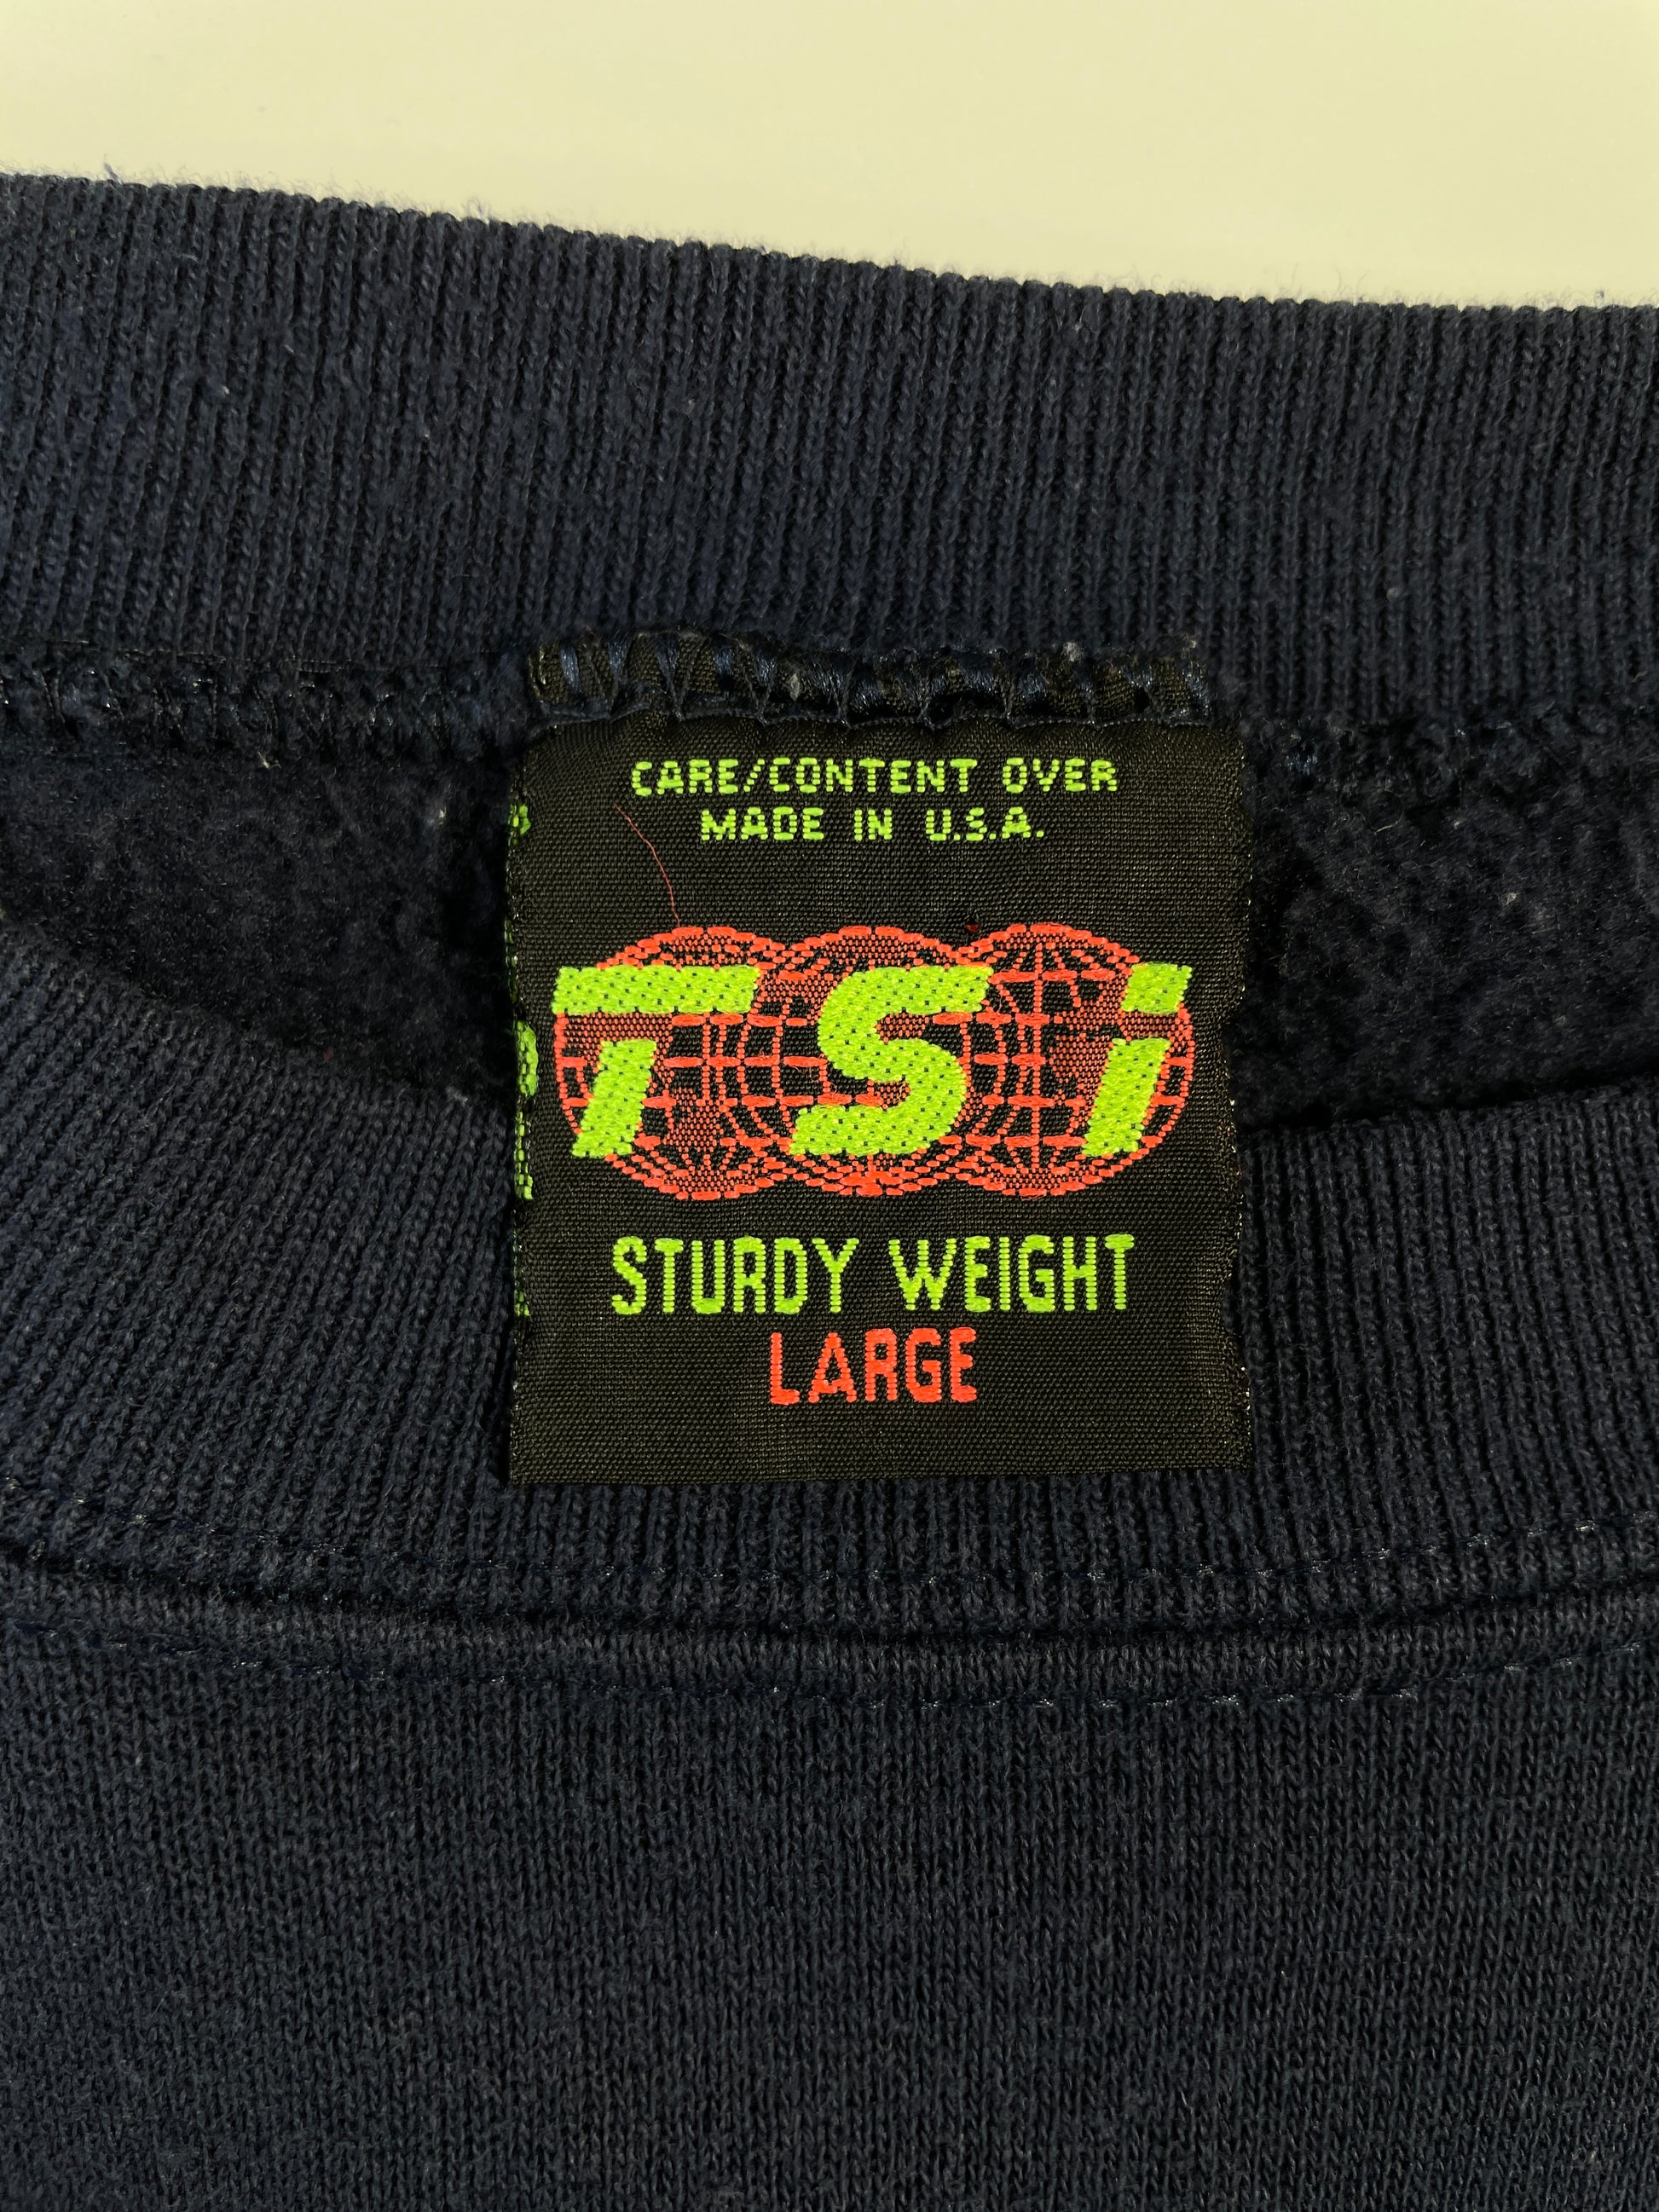 CARE/CONTENT OVER
MADE IN U.S.A.
TSi
STURDY WEIGHT
LARGE